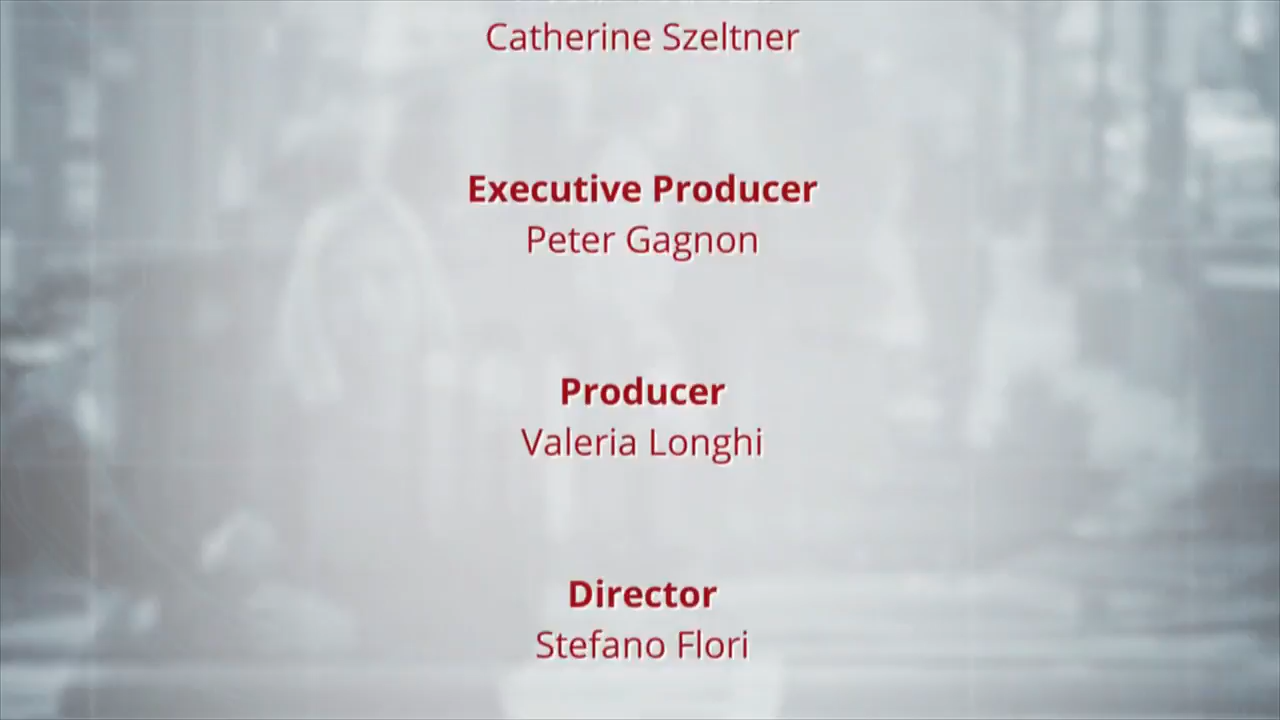 Catherine Szeltner
Executive Producer
Peter Gagnon
Producer
Valeria Longhi
Director
Stefano Flori